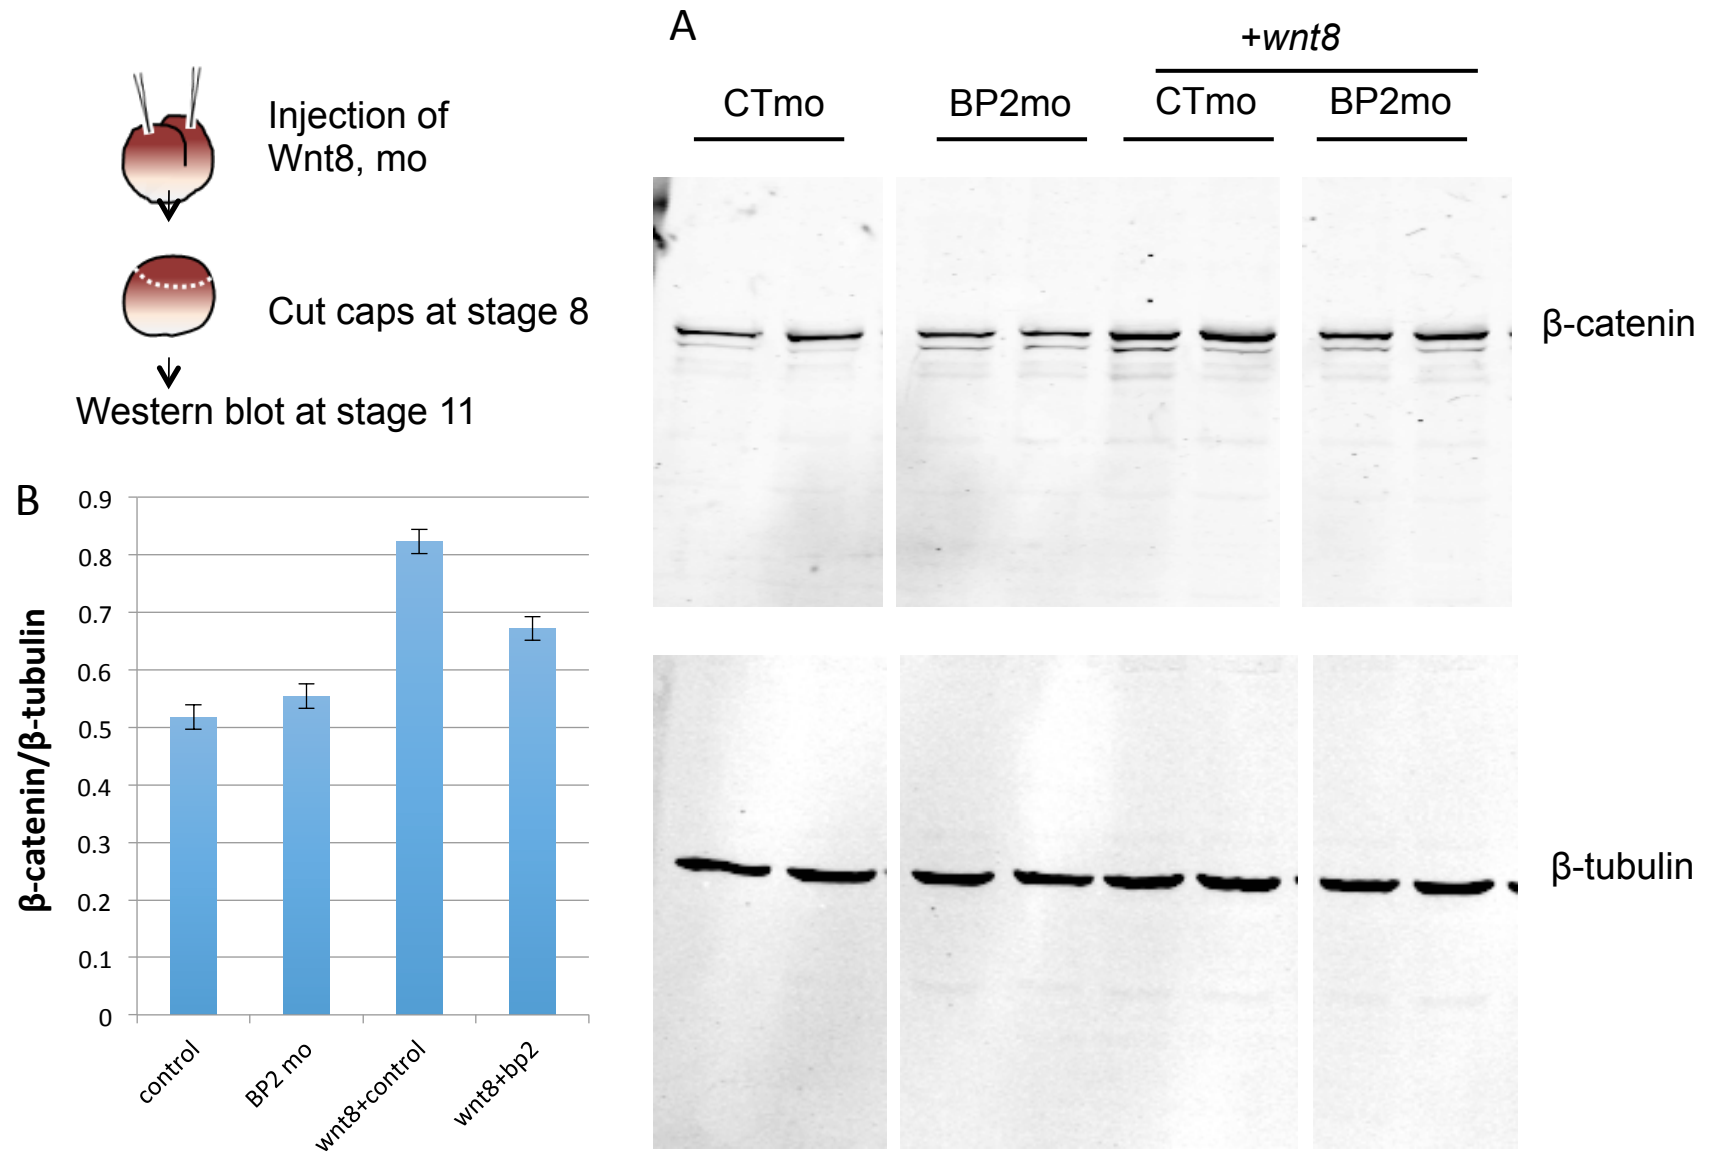 Injection of
Wnt8, mo
Cut caps at stage 8
Western blot at stage 11
A
+wnt8
CTmo BP2mo CTmo BP2mo
β-catenin
β-tubulin
B
β-catenin/β-tubulin
0.9
0.8
0.7
0.6
0.5
0.4
0.3
0.2
0.1
0
control
BP2 mo
wnt8+control
wnt8+bp2